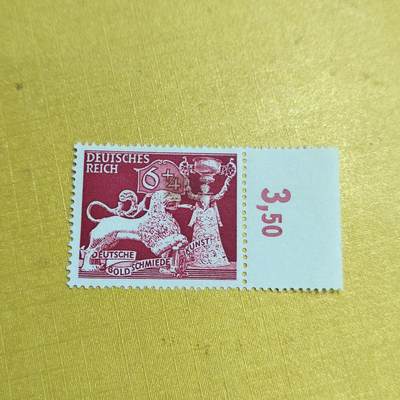 DEUTSCHES
REICH
6+4
DEUTSCHE
GOLDSCHMIEDE
KUNST
3,50